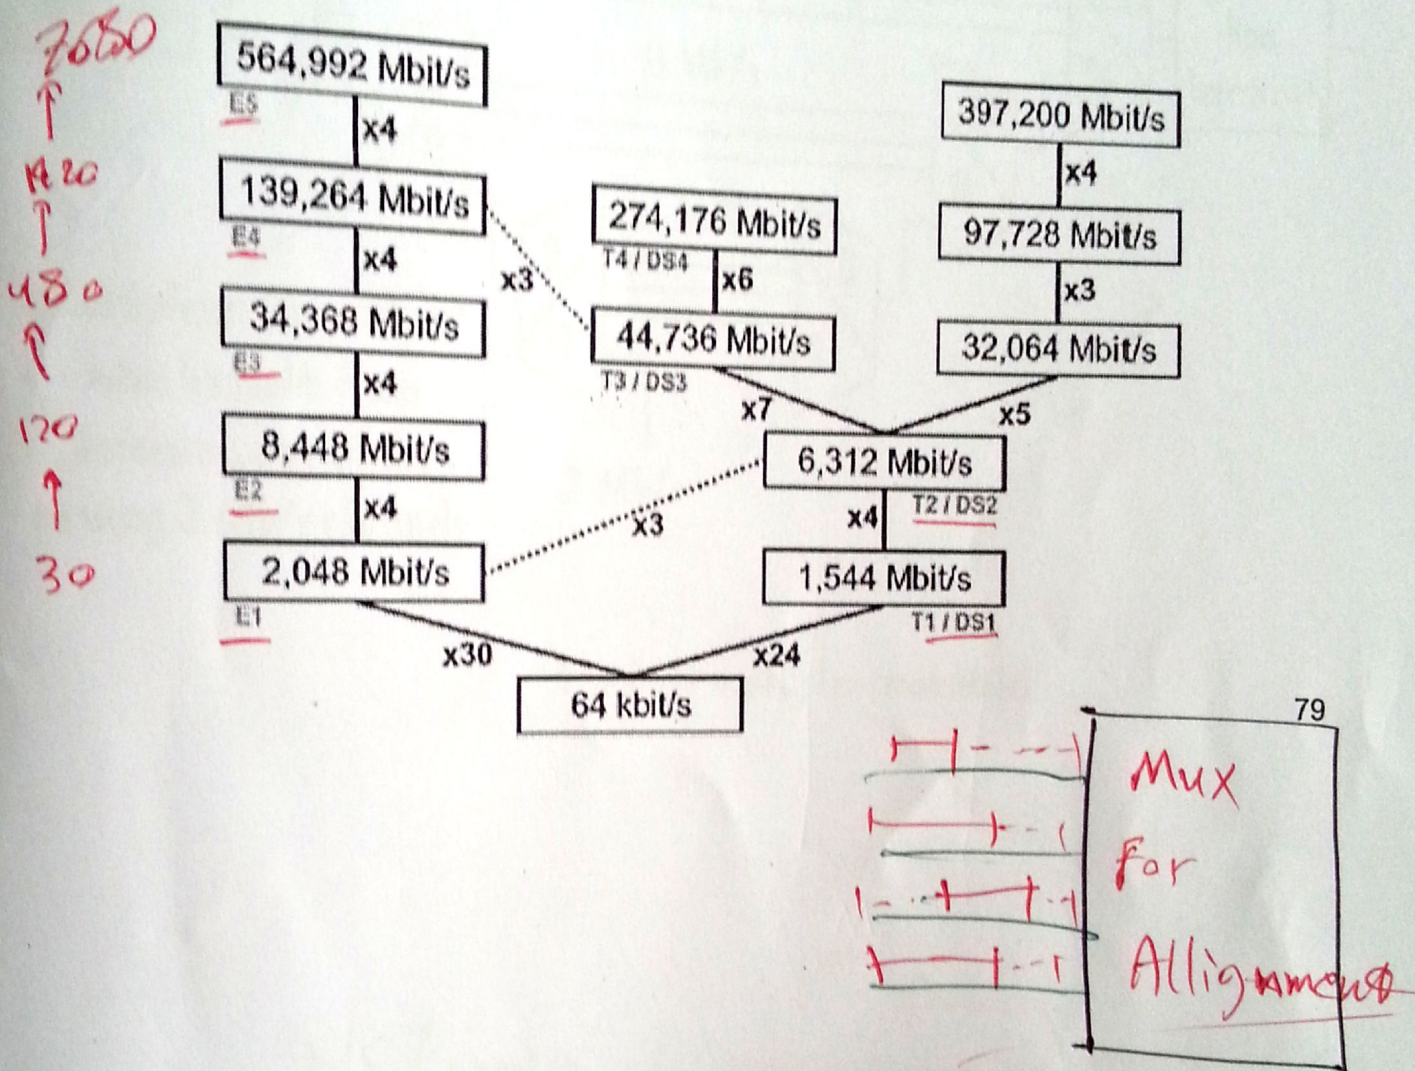 7680
564,992 Mbit/s
E5
x4
397,200 Mbit/s
x4
1920
139,264 Mbit/s
E4
x4
x3
274,176 Mbit/s
T4 / DS4
x6
97,728 Mbit/s
x3
480
34,368 Mbit/s
E3
x4
44,736 Mbit/s
T3 / DS3
x7
32,064 Mbit/s
x5
120
8,448 Mbit/s
E2
x4
x3
6,312 Mbit/s
T2 / DS2
x4
30
2,048 Mbit/s
E1
1,544 Mbit/s
T1 / DS1
x30
x24
64 kbit/s
79
Mux
For
Allignment